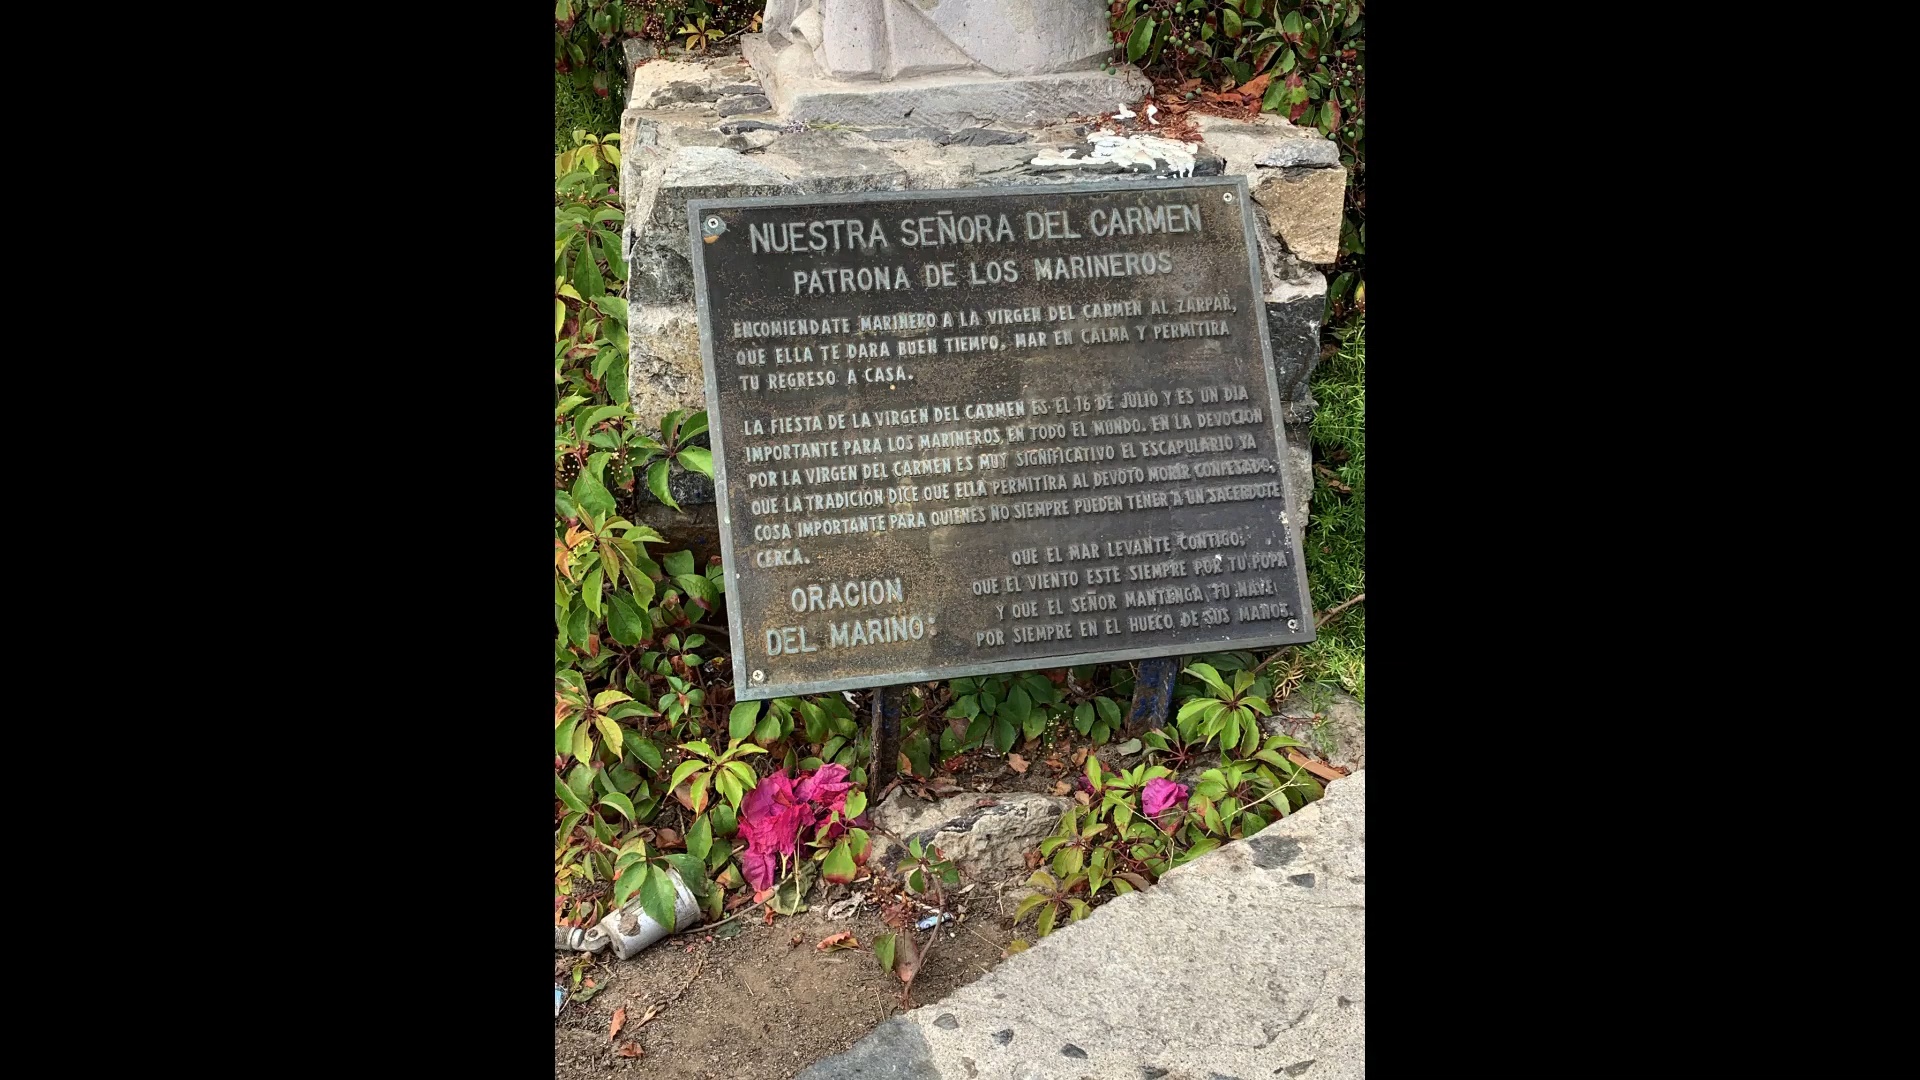 NUESTRA SEÑORA DEL CARMEN
PATRONA DE LOS MARINEROS
ENCOMIENDATE MARINERO A LA VIRGEN DEL CARMEN AL ZARPAR,
QUE ELLA TE DARA BUEN TIEMPO, MAR EN CALMA Y PERMITIRA
TU REGRESO A CASA.
LA FIESTA DE LA VIRGEN DEL CARMEN ES EL 16 DE JULIO Y ES UN DIA
IMPORTANTE PARA LOS MARINEROS EN TODO EL MUNDO. EN LA DEVOCION
POR LA VIRGEN DEL CARMEN ES MUY SIGNIFICATIVO EL ESCAPULARIO YA
QUE LA TRADICION DICE QUE ELLA PERMITIRA AL DEVOTO MORIR CONFESADO,
COSA IMPORTANTE PARA QUIENES NO SIEMPRE PUEDEN TENER A UN SACERDOTE
CERCA.
ORACION
DEL MARINO:
QUE EL MAR LEVANTE CONTIGO;
QUE EL VIENTO ESTE SIEMPRE POR TU POPA
Y QUE EL SEÑOR MANTENGA TU NAVE
POR SIEMPRE EN EL HUECO DE SUS MANOS.